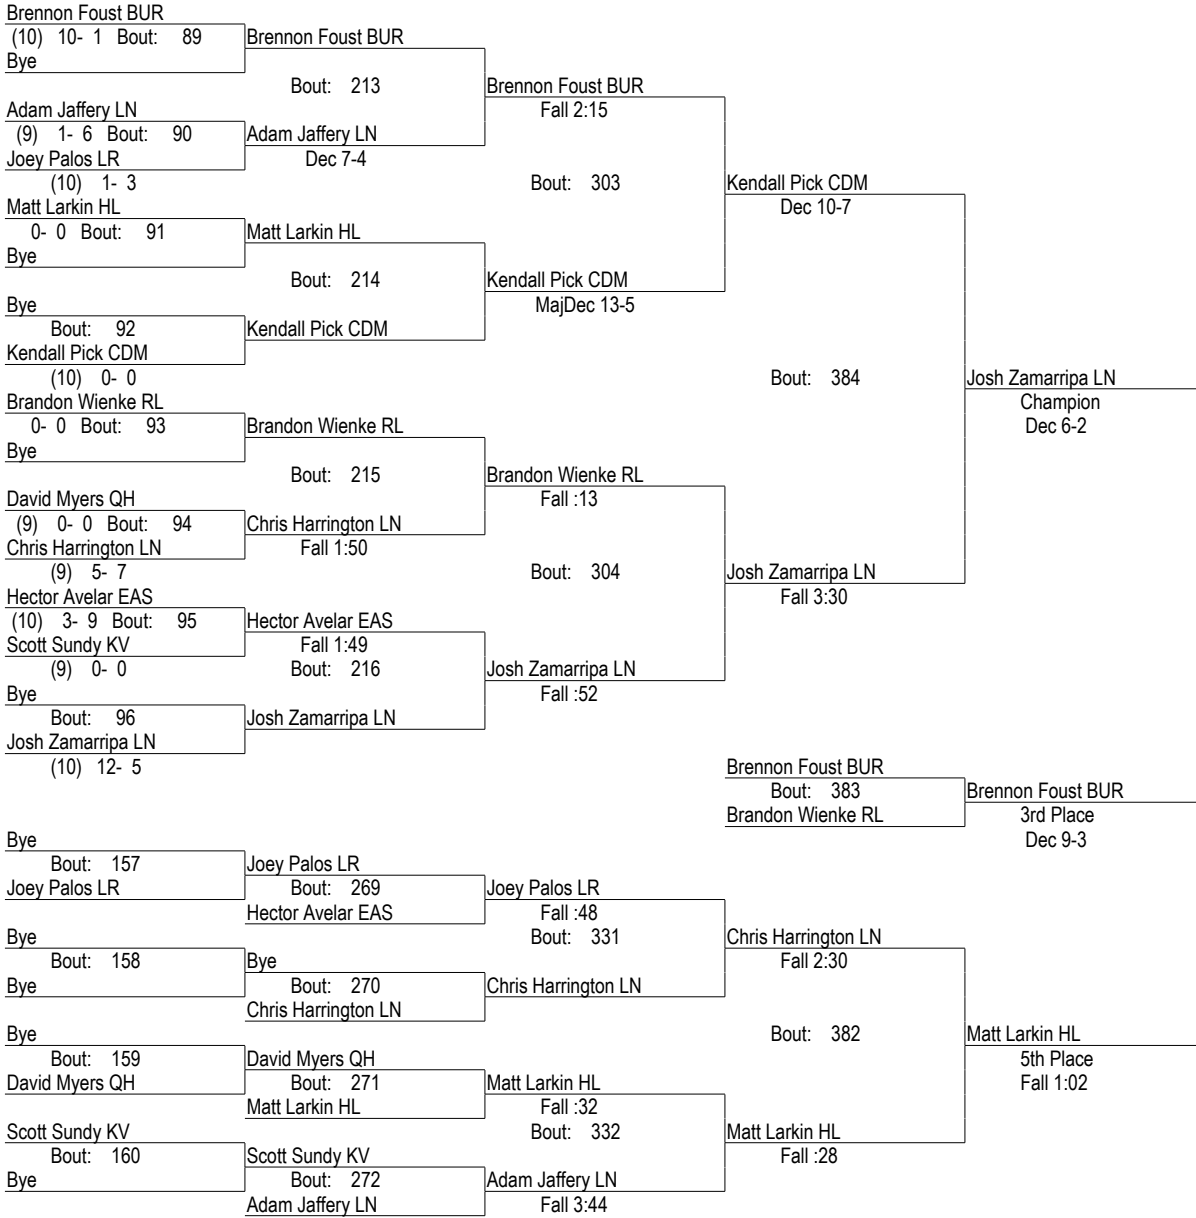 Brennon Foust BUR
(10) 10- 1 Bout: 89 Brennon Foust BUR
Bye
Bout: 213 Brennon Foust BUR
Adam Jaffery LN Fall 2:15
(9) 1- 6 Bout: 90 Adam Jaffery LN
Joey Palos LR Dec 7-4
(10) 1- 3 Bout: 303 Kendall Pick CDM
Matt Larkin HL Dec 10-7
0- 0 Bout: 91 Matt Larkin HL
Bye
Bout: 214 Kendall Pick CDM
Bye MajDec 13-5
Bout: 92 Kendall Pick CDM
Kendall Pick CDM
(10) 0- 0 Bout: 384 Josh Zamarripa LN
Brandon Wienke RL Champion
0- 0 Bout: 93 Brandon Wienke RL Dec 6-2
Bye
Bout: 215 Brandon Wienke RL
David Myers QH Fall :13
(9) 0- 0 Bout: 94 Chris Harrington LN
Chris Harrington LN Fall 1:50
(9) 5- 7 Bout: 304 Josh Zamarripa LN
Hector Avelar EAS Fall 3:30
(10) 3- 9 Bout: 95 Hector Avelar EAS
Scott Sundy KV Fall 1:49
(9) 0- 0 Bout: 216 Josh Zamarripa LN
Bye Fall :52
Bout: 96 Josh Zamarripa LN
Josh Zamarripa LN
(10) 12- 5 Brennon Foust BUR
Bout: 383 Brennon Foust BUR
Brandon Wienke RL 3rd Place
Bye Dec 9-3
Bout: 157 Joey Palos LR
Joey Palos LR Bout: 269 Joey Palos LR
Hector Avelar EAS Fall :48
Bye Bout: 331 Chris Harrington LN
Bout: 158 Bye Fall 2:30
Bye Bout: 270 Chris Harrington LN
Chris Harrington LN
Bye Bout: 382 Matt Larkin HL
Bout: 159 David Myers QH 5th Place
David Myers QH Bout: 271 Matt Larkin HL Fall 1:02
Matt Larkin HL Fall :32
Scott Sundy KV Bout: 332 Matt Larkin HL
Bout: 160 Scott Sundy KV Fall :28
Bye Bout: 272 Adam Jaffery LN
Adam Jaffery LN Fall 3:44